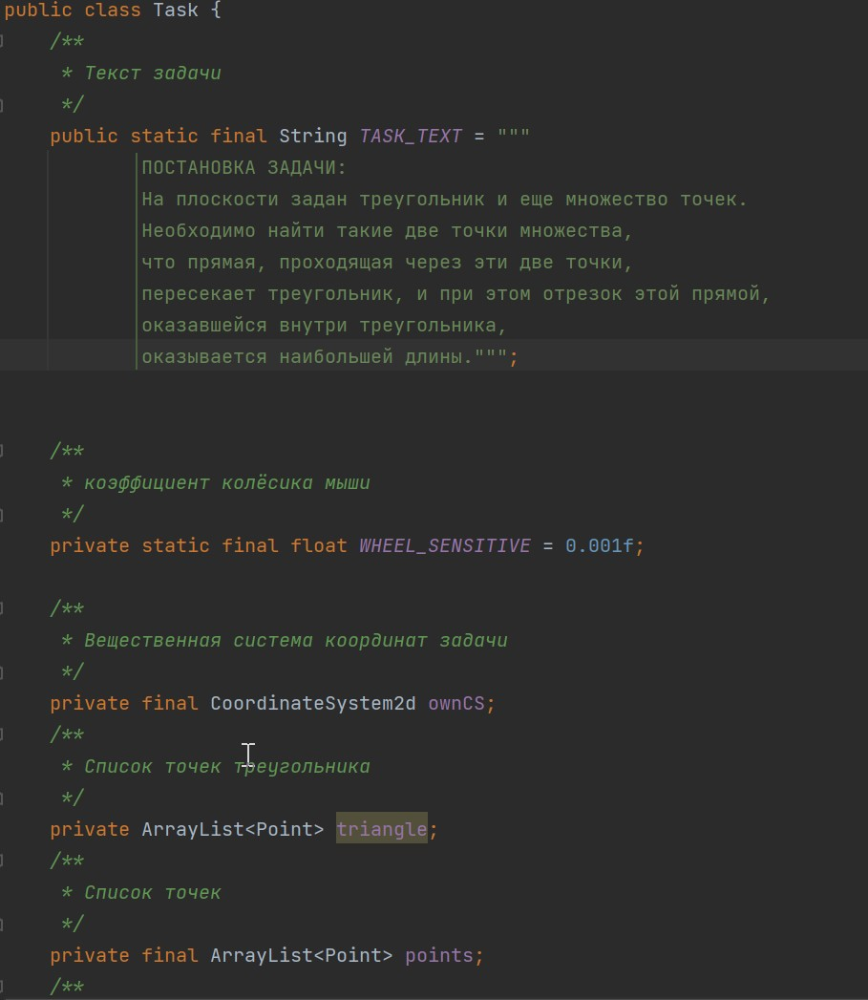 public class Task {
/**
* Текст задачи
*/
public static final String TASK_TEXT = """
ПОСТАНОВКА ЗАДАЧИ:
На плоскости задан треугольник и еще множество точек.
Необходимо найти такие две точки множества,
что прямая, проходящая через эти две точки,
пересекает треугольник, и при этом отрезок этой прямой,
оказавшейся внутри треугольника,
оказывается наибольшей длины.""";
/**
* коэффициент колёсика мыши
*/
private static final float WHEEL_SENSITIVE = 0.001f;
/**
* Вещественная система координат задачи
*/
private final CoordinateSystem2d ownCS;
/**
* Список точек треугольника
*/
private ArrayList<Point> triangle;
/**
* Список точек
*/
private final ArrayList<Point> points;
/**